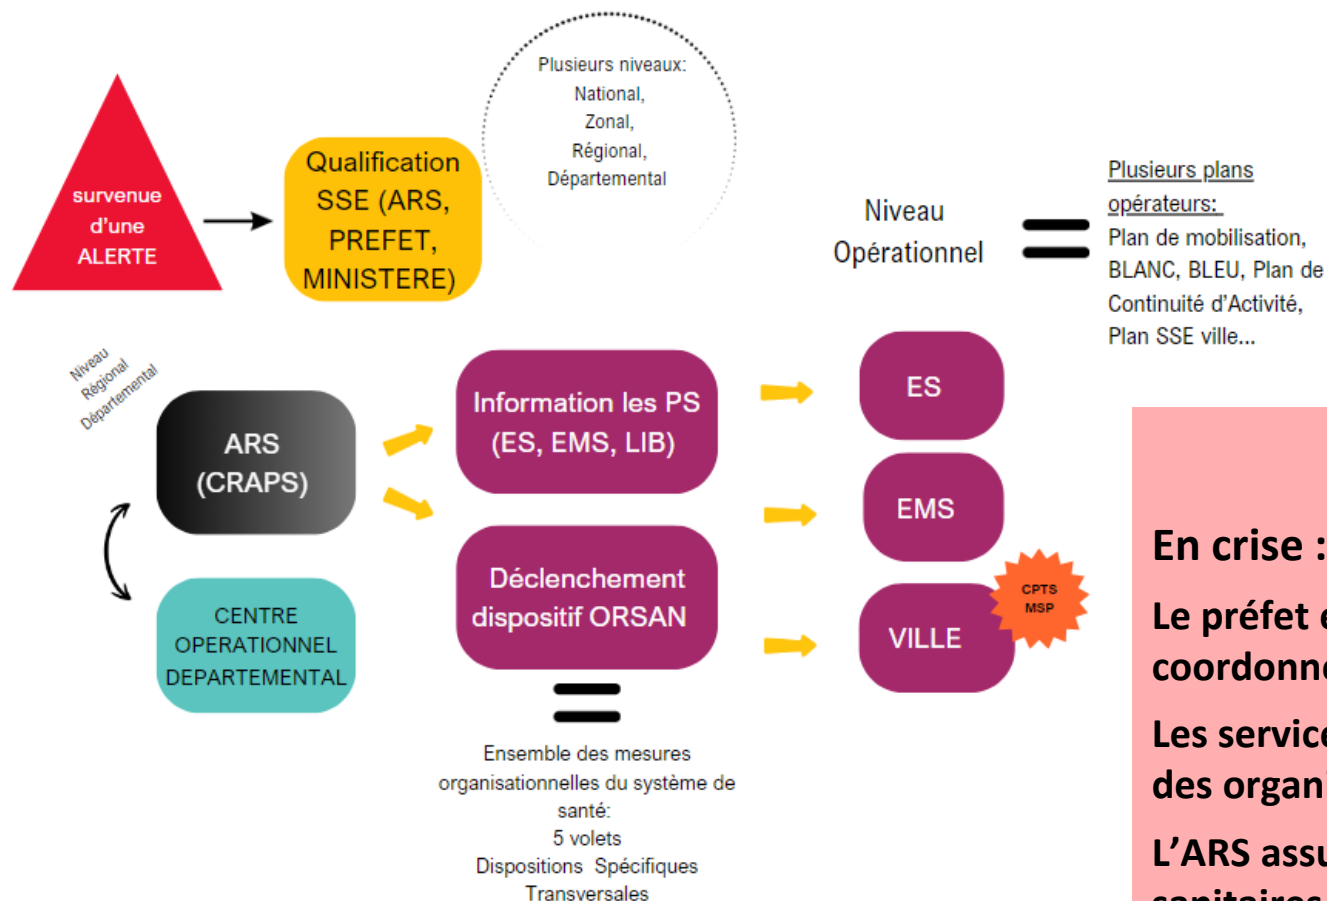 survenue
d'une
ALERTE
Qualification
SSE (ARS,
PREFET,
MINISTERE)
Plusieurs niveaux:
National,
Zonal,
Régional,
Départemental
Niveau
Opérationnel
Plusieurs plans
opérateurs:
Plan de mobilisation,
BLANC, BLEU, Plan de
Continuité d'Activité,
Plan SSE ville...
Niveau
Régional
Départemental
ARS
(CRAPS)
CENTRE
OPERATIONNEL
DEPARTEMENTAL
Information les PS
(ES, EMS, LIB)
Déclenchement
dispositif ORSAN
Ensemble des mesures
organisationnelles du système de
santé:
5 volets
Dispositions Spécifiques
Transversales
ES
EMS
VILLE
CPTS
MSP
En crise :
Le préfet
coordonn
Les service
des organi
L'ARS assu
sanitaires